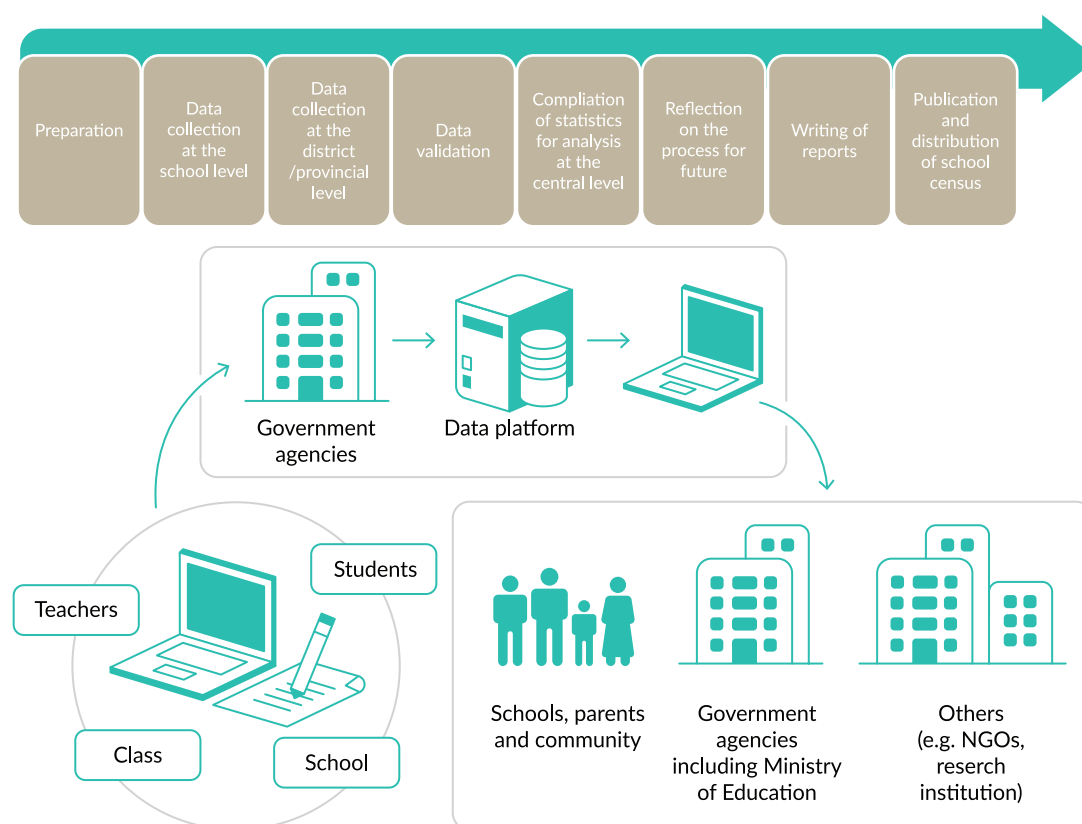 Preparation
Data
collection
at the
school level
Data
collection
at the
district
/provincial
level
Data
validation
Compliation
of statistics
for analysis
at the
central level
Reflection
on the
process for
future
Writing of
reports
Publication
and
distribution
of school
census
Government
agencies
Data platform
Students
Teachers
Class
School
Schools, parents
and community
Government
agencies
including Ministry
of Education
Others
(e.g. NGOs,
reserch
institution)